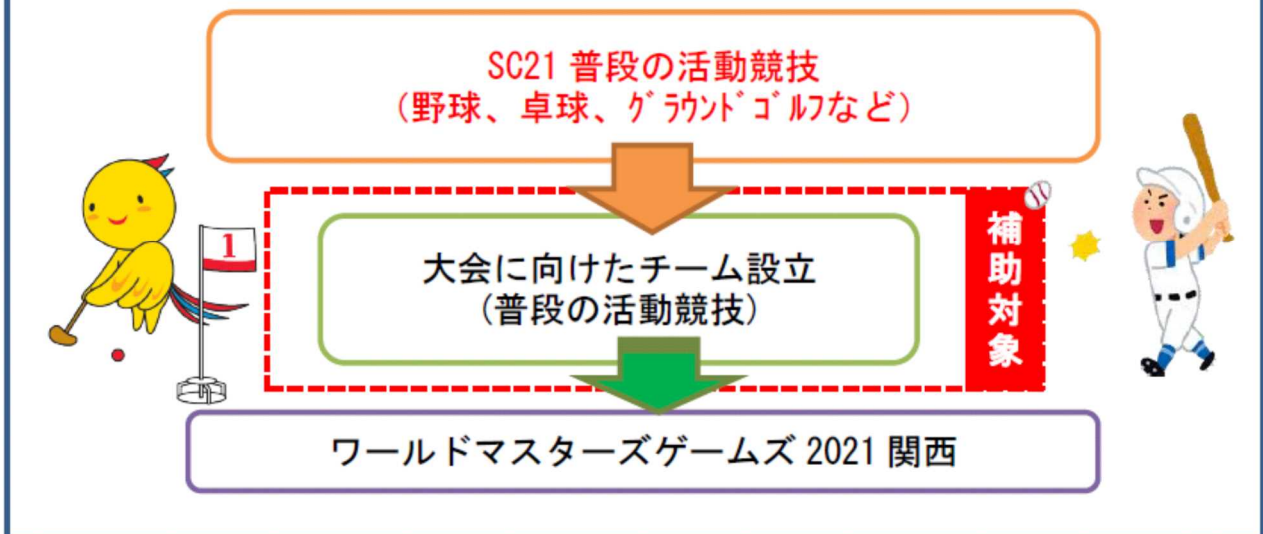 SC21 普段の活動競技
（野球、卓球、ｸﾞﾗｳﾝﾄﾞｺﾞﾙﾌなど）
1
大会に向けたチーム設立
(普段の活動競技)
補助対象
ワールドマスターズゲームズ 2021 関西